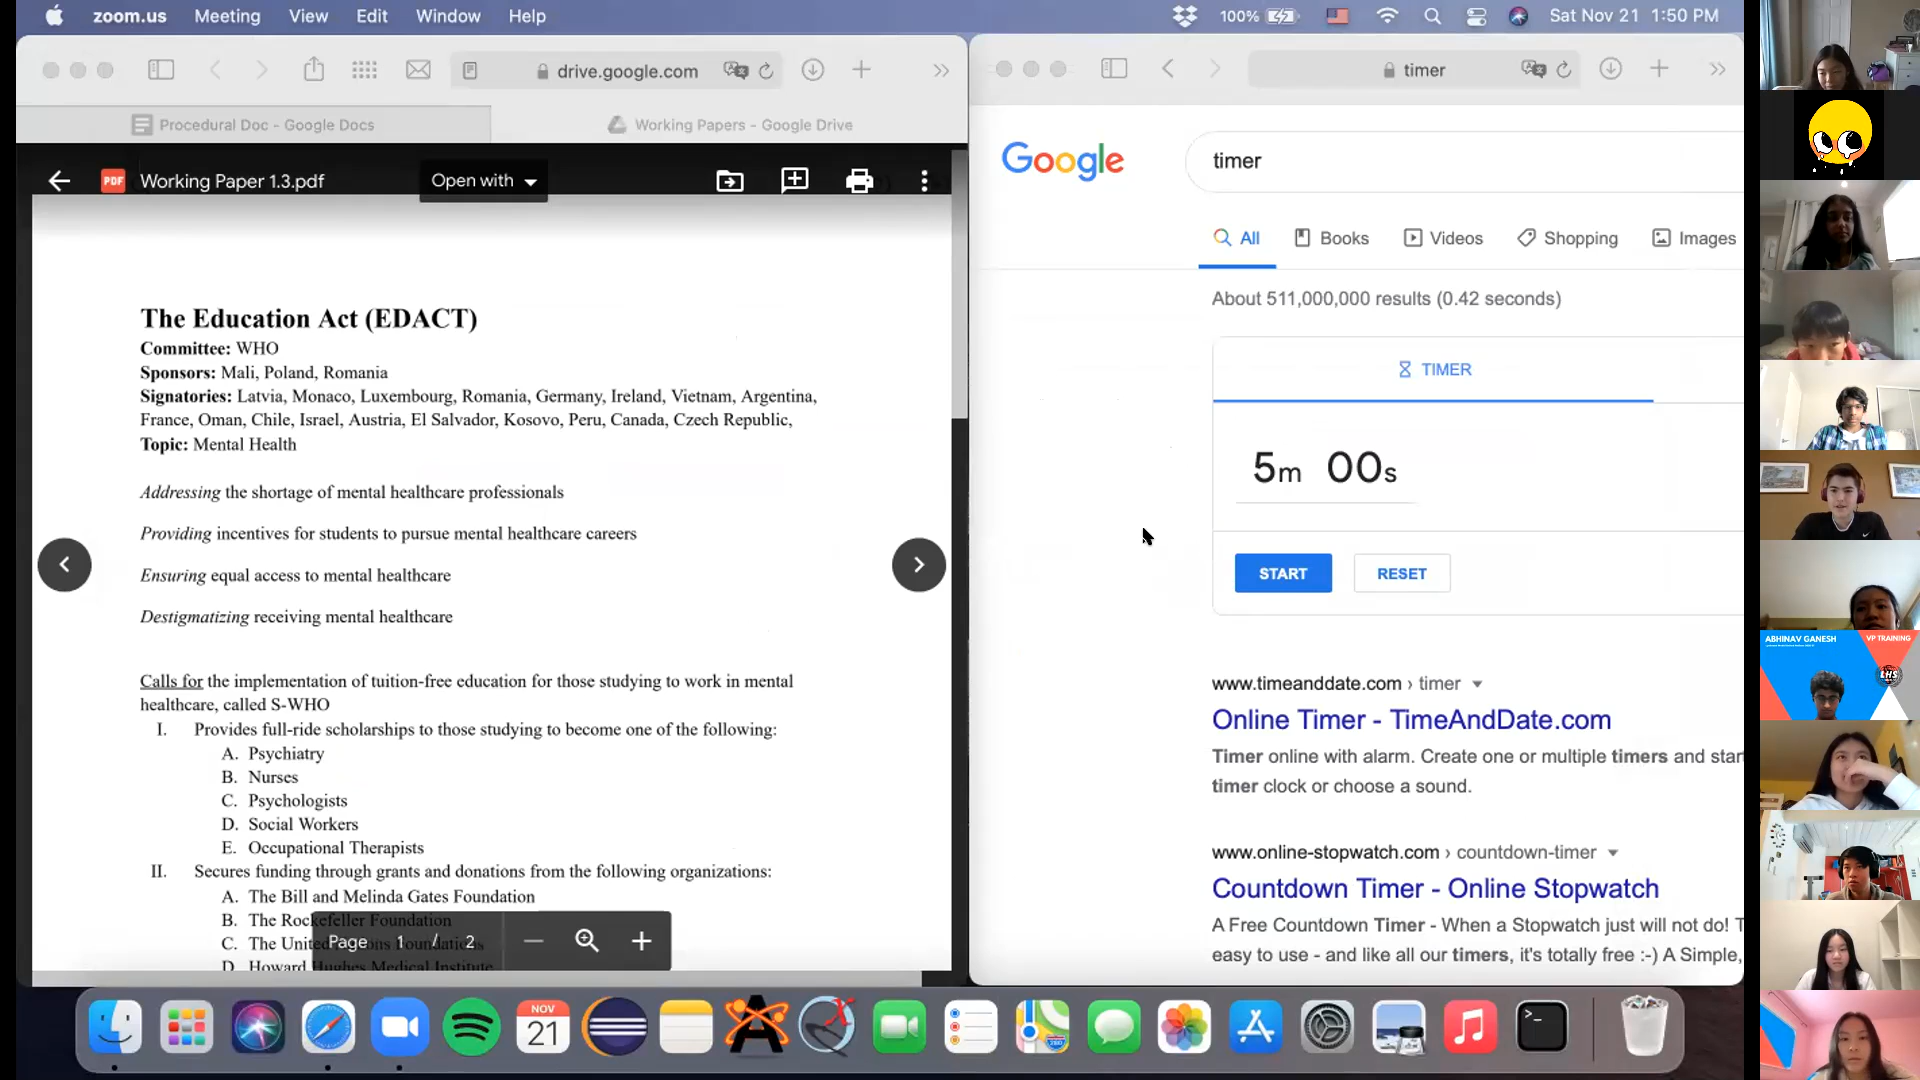 zoom.us Meeting View Edit Window Help 100% Sat Nov 21 1:50 PM
drive.google.com
Procedural Doc - Google Docs Working Papers - Google Drive
PDF Working Paper 1.3.pdf Open with
The Education Act (EDACT)
Committee: WHO
Sponsors: Mali, Poland, Romania
Signatories: Latvia, Monaco, Luxembourg, Romania, Germany, Ireland, Vietnam, Argentina,
France, Oman, Chile, Israel, Austria, El Salvador, Kosovo, Peru, Canada, Czech Republic,
Topic: Mental Health
Addressing the shortage of mental healthcare professionals
Providing incentives for students to pursue mental healthcare careers
Ensuring equal access to mental healthcare
Destigmatizing receiving mental healthcare
Calls for the implementation of tuition-free education for those studying to work in mental
healthcare, called S-WHO
I. Provides full-ride scholarships to those studying to become one of the following:
A. Psychiatry
B. Nurses
C. Psychologists
D. Social Workers
E. Occupational Therapists
II. Secures funding through grants and donations from the following organizations:
A. The Bill and Melinda Gates Foundation
B. The Rockefeller Foundation
C. The United Nations Foundations
D. Howard Hughes Medical Institute
Page 1 / 2
timer
Google timer
All Books Videos Shopping Images
About 511,000,000 results (0.42 seconds)
TIMER
5m 00s
START RESET
www.timeanddate.com › timer
Online Timer - TimeAndDate.com
Timer online with alarm. Create one or multiple timers and start
timer clock or choose a sound.
www.online-stopwatch.com › countdown-timer
Countdown Timer - Online Stopwatch
A Free Countdown Timer - When a Stopwatch just will not do! T
easy to use - and like all our timers, it's totally free :-) A Simple,
NOV
21
ABHINAV GANESH VP TRAINING
LHS